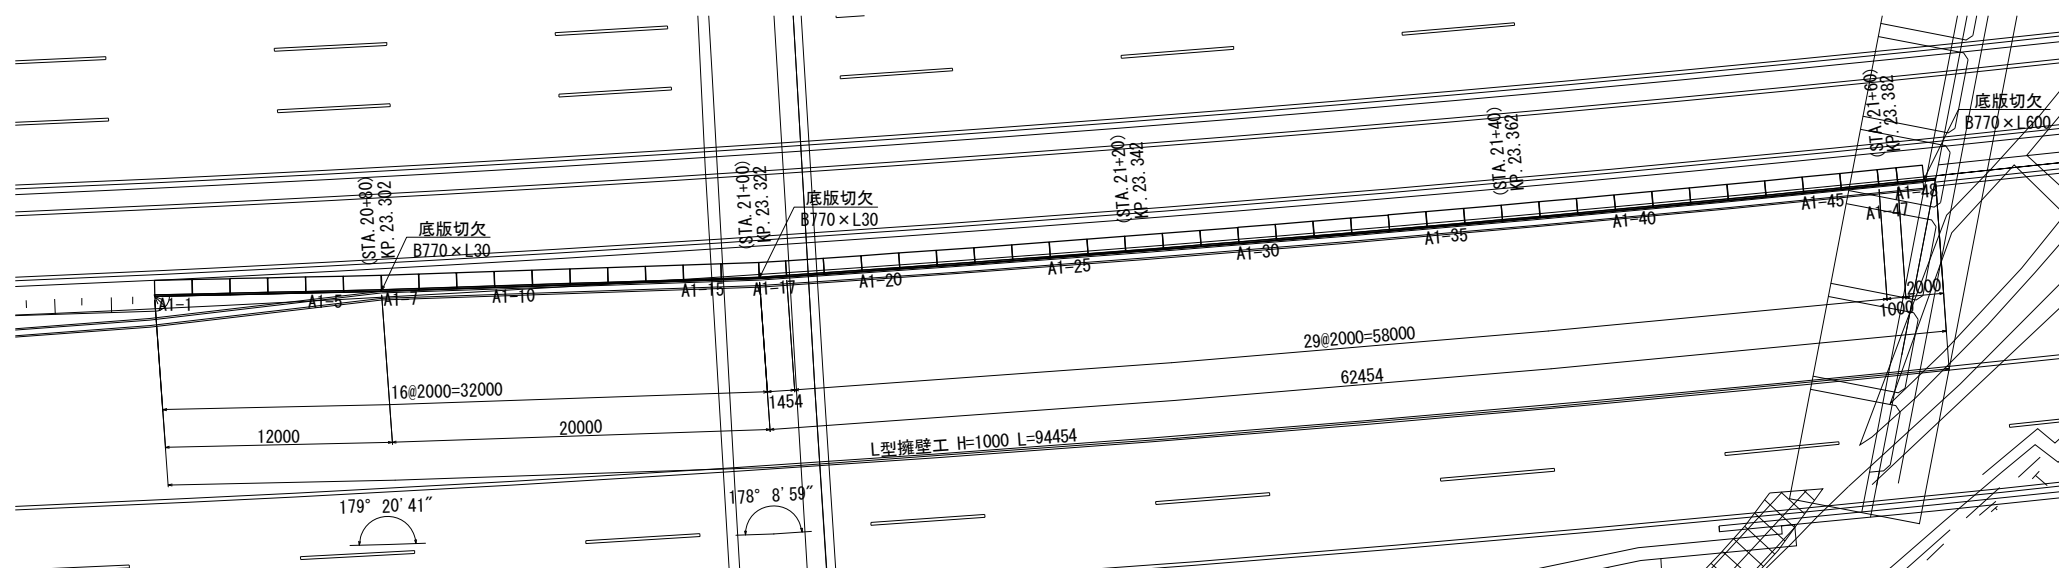 (STA.20+80)
KP. 23.302
底版切欠
B770×L30
(STA.21+00)
KP. 23.322
底版切欠
B770×L30
(STA.21+20)
KP. 23.342
(STA.21+40)
KP. 23.362
(STA.21+60)
KP. 23.382
底版切欠
B770×L600
A1-1
A1-5
A1-7
A1-10
A1-15
A1-17
A1-20
A1-25
A1-30
A1-35
A1-40
A1-45
A1-47
A1-48
16@2000=32000
1454
29@2000=58000
1000
2000
12000
20000
62454
L型擁壁工 H=1000 L=94454
179° 20'41"
178° 8'59"